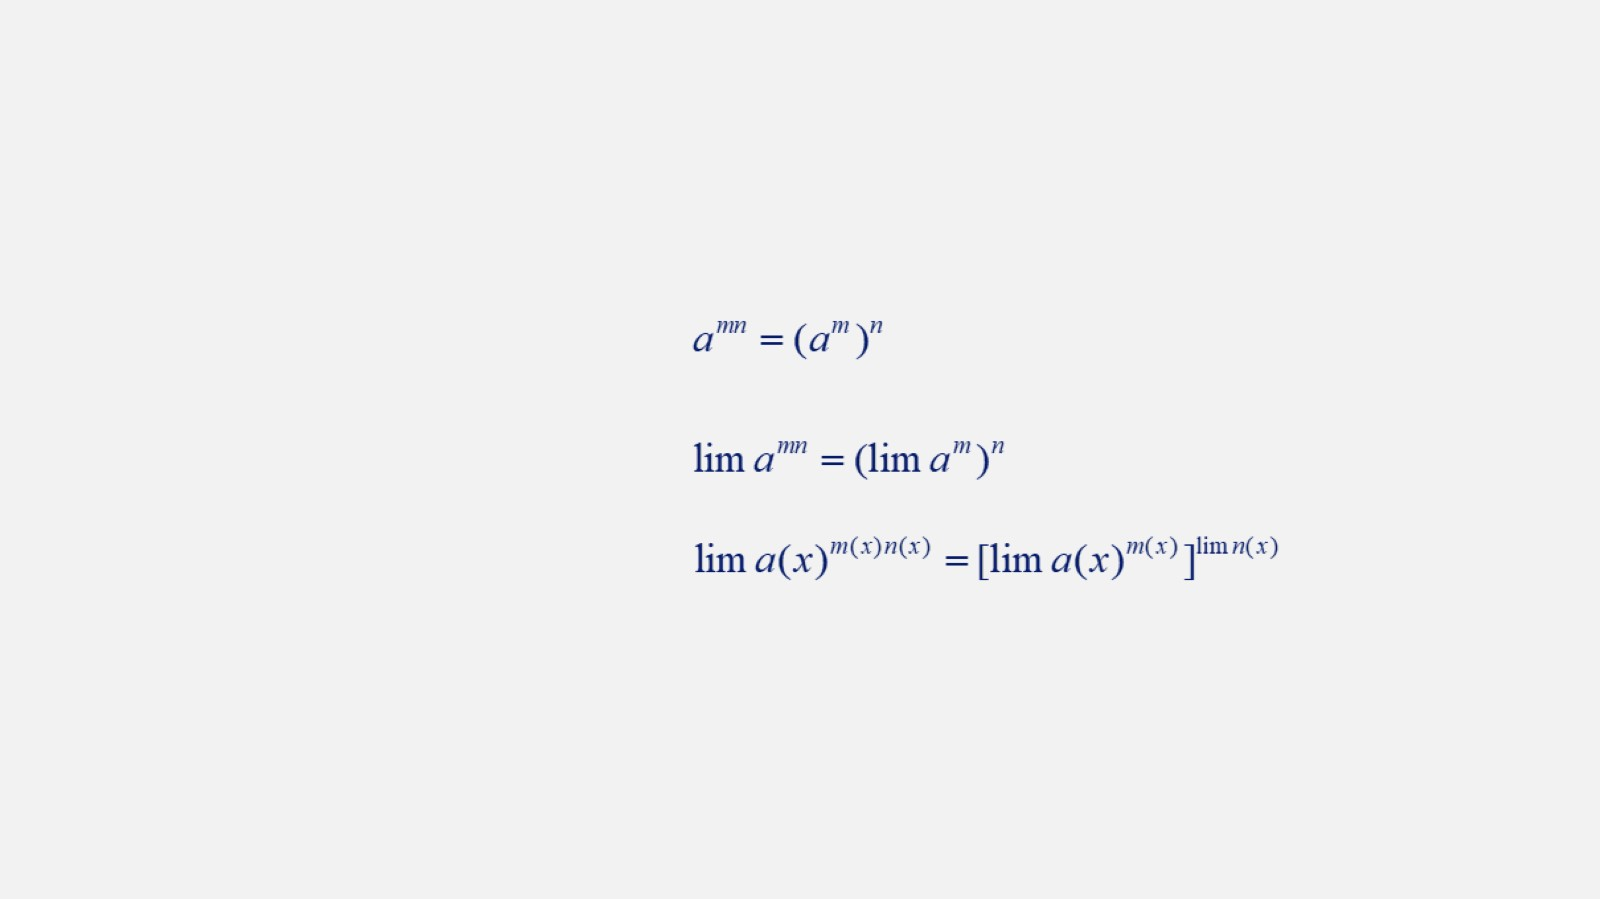 a^{mn} = (a^m)^n
lim a^{mn} = (lim a^m)^n
lim a(x)^{m(x)n(x)} = [lim a(x)^{m(x)}]^{lim n(x)}